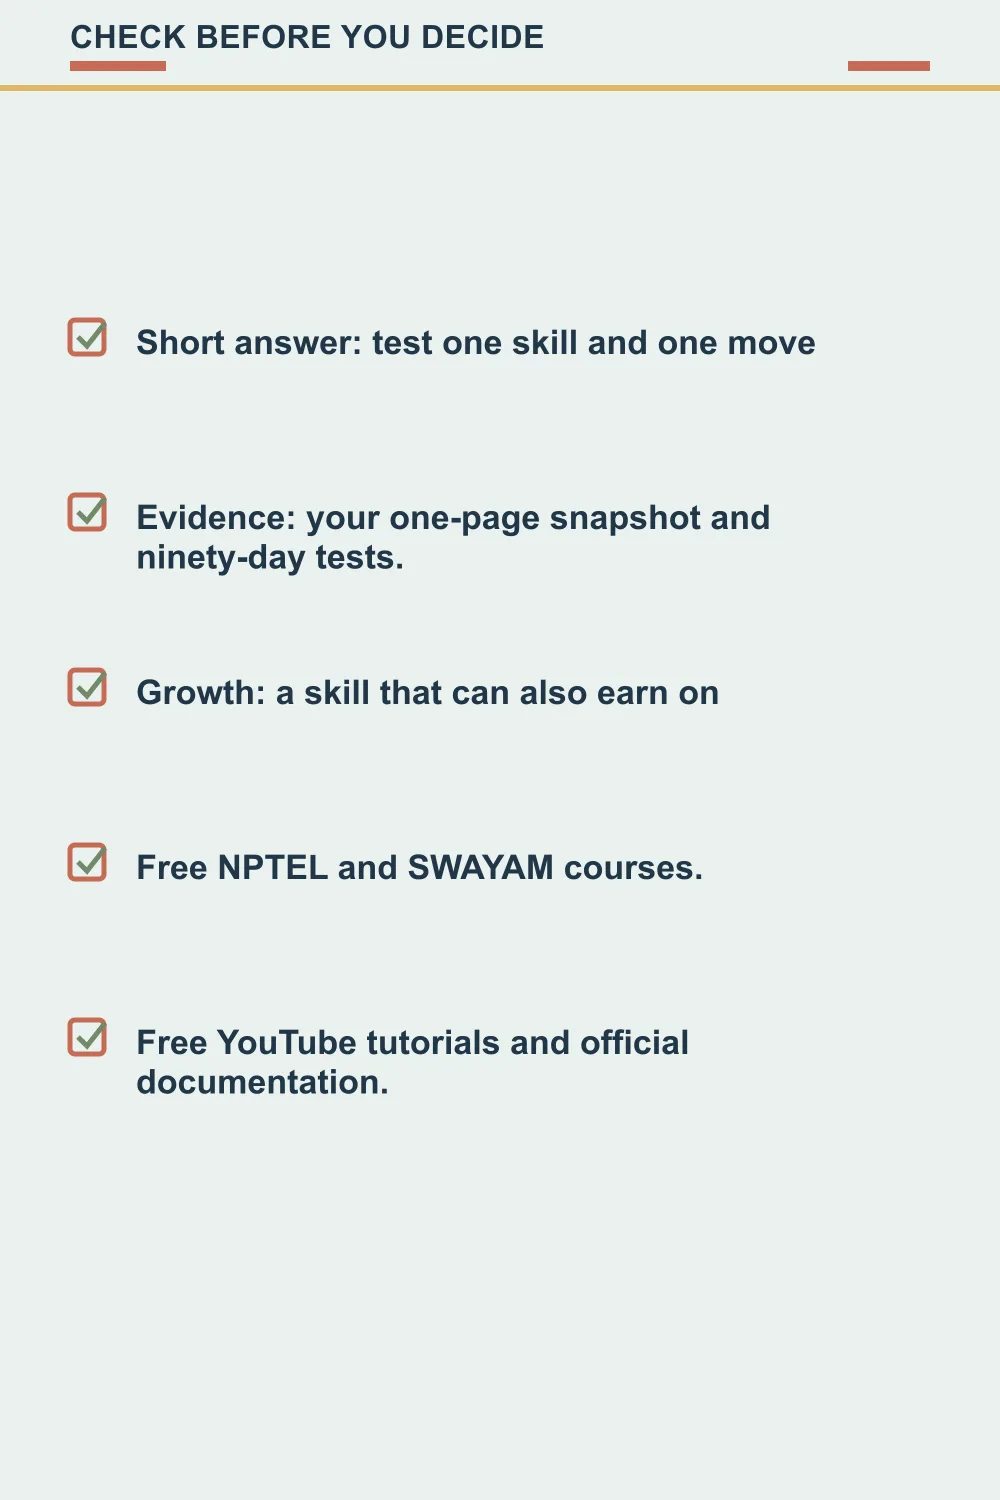 CHECK BEFORE YOU DECIDE
Short answer: test one skill and one move
Evidence: your one-page snapshot and
ninety-day tests.
Growth: a skill that can also earn on
Free NPTEL and SWAYAM courses.
Free YouTube tutorials and official
documentation.